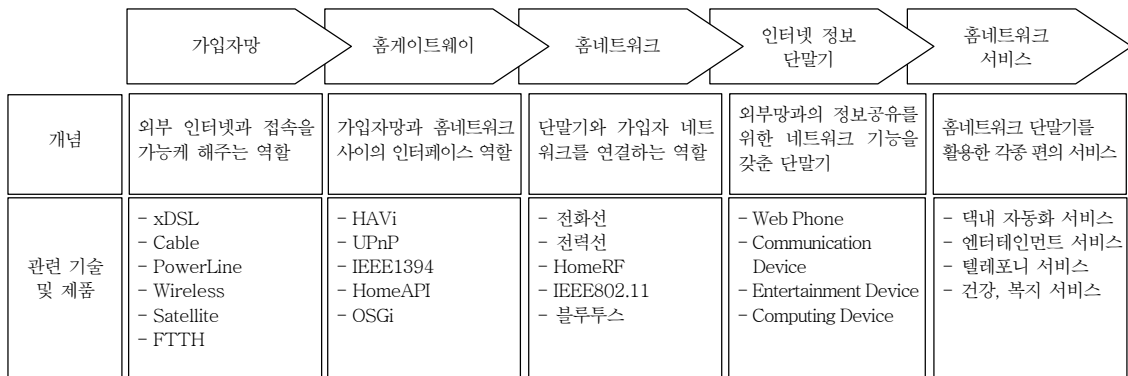 가입자망
홈게이트웨이
홈네트워크
인터넷 정보
단말기
홈네트워크
서비스
개념
외부 인터넷과 접속을
가능케 해주는 역할
가입자망과 홈네트워크
사이의 인터페이스 역할
단말기와 가입자 네트
워크를 연결하는 역할
외부망과의 정보공유를
위한 네트워크 기능을
갖춘 단말기
홈네트워크 단말기를
활용한 각종 편의 서비스
관련 기술
및 제품
- xDSL
- Cable
- PowerLine
- Wireless
- Satellite
- FTTH
- HAVi
- UPnP
- IEEE1394
- HomeAPI
- OSGi
- 전화선
- 전력선
- HomeRF
- IEEE802.11
- 블루투스
- Web Phone
- Communication
Device
- Entertainment Device
- Computing Device
- 댁내 자동화 서비스
- 엔터테인먼트 서비스
- 텔레포니 서비스
- 건강, 복지 서비스